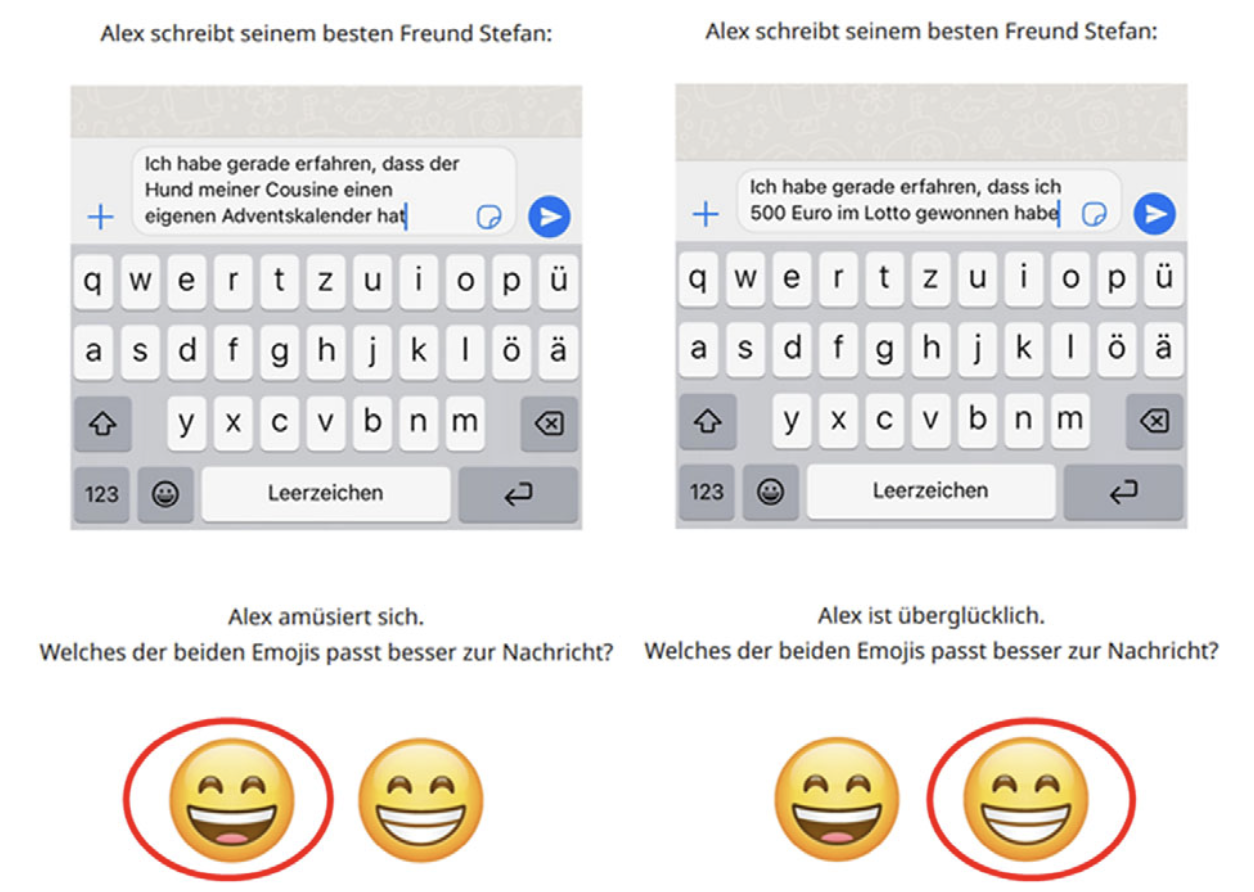 Alex schreibt seinem besten Freund Stefan:
Ich habe gerade erfahren, dass der
Hund meiner Cousine einen
eigenen Adventskalender hat
q w e r t z u i o p ü
a s d f g h j k l ö ä
y x c v b n m
123 Leerzeichen
Alex amüsiert sich.
Welches der beiden Emojis passt besser zur Nachricht?
Alex schreibt seinem besten Freund Stefan:
Ich habe gerade erfahren, dass ich
500 Euro im Lotto gewonnen habe
q w e r t z u i o p ü
a s d f g h j k l ö ä
y x c v b n m
123 Leerzeichen
Alex ist überglücklich.
Welches der beiden Emojis passt besser zur Nachricht?